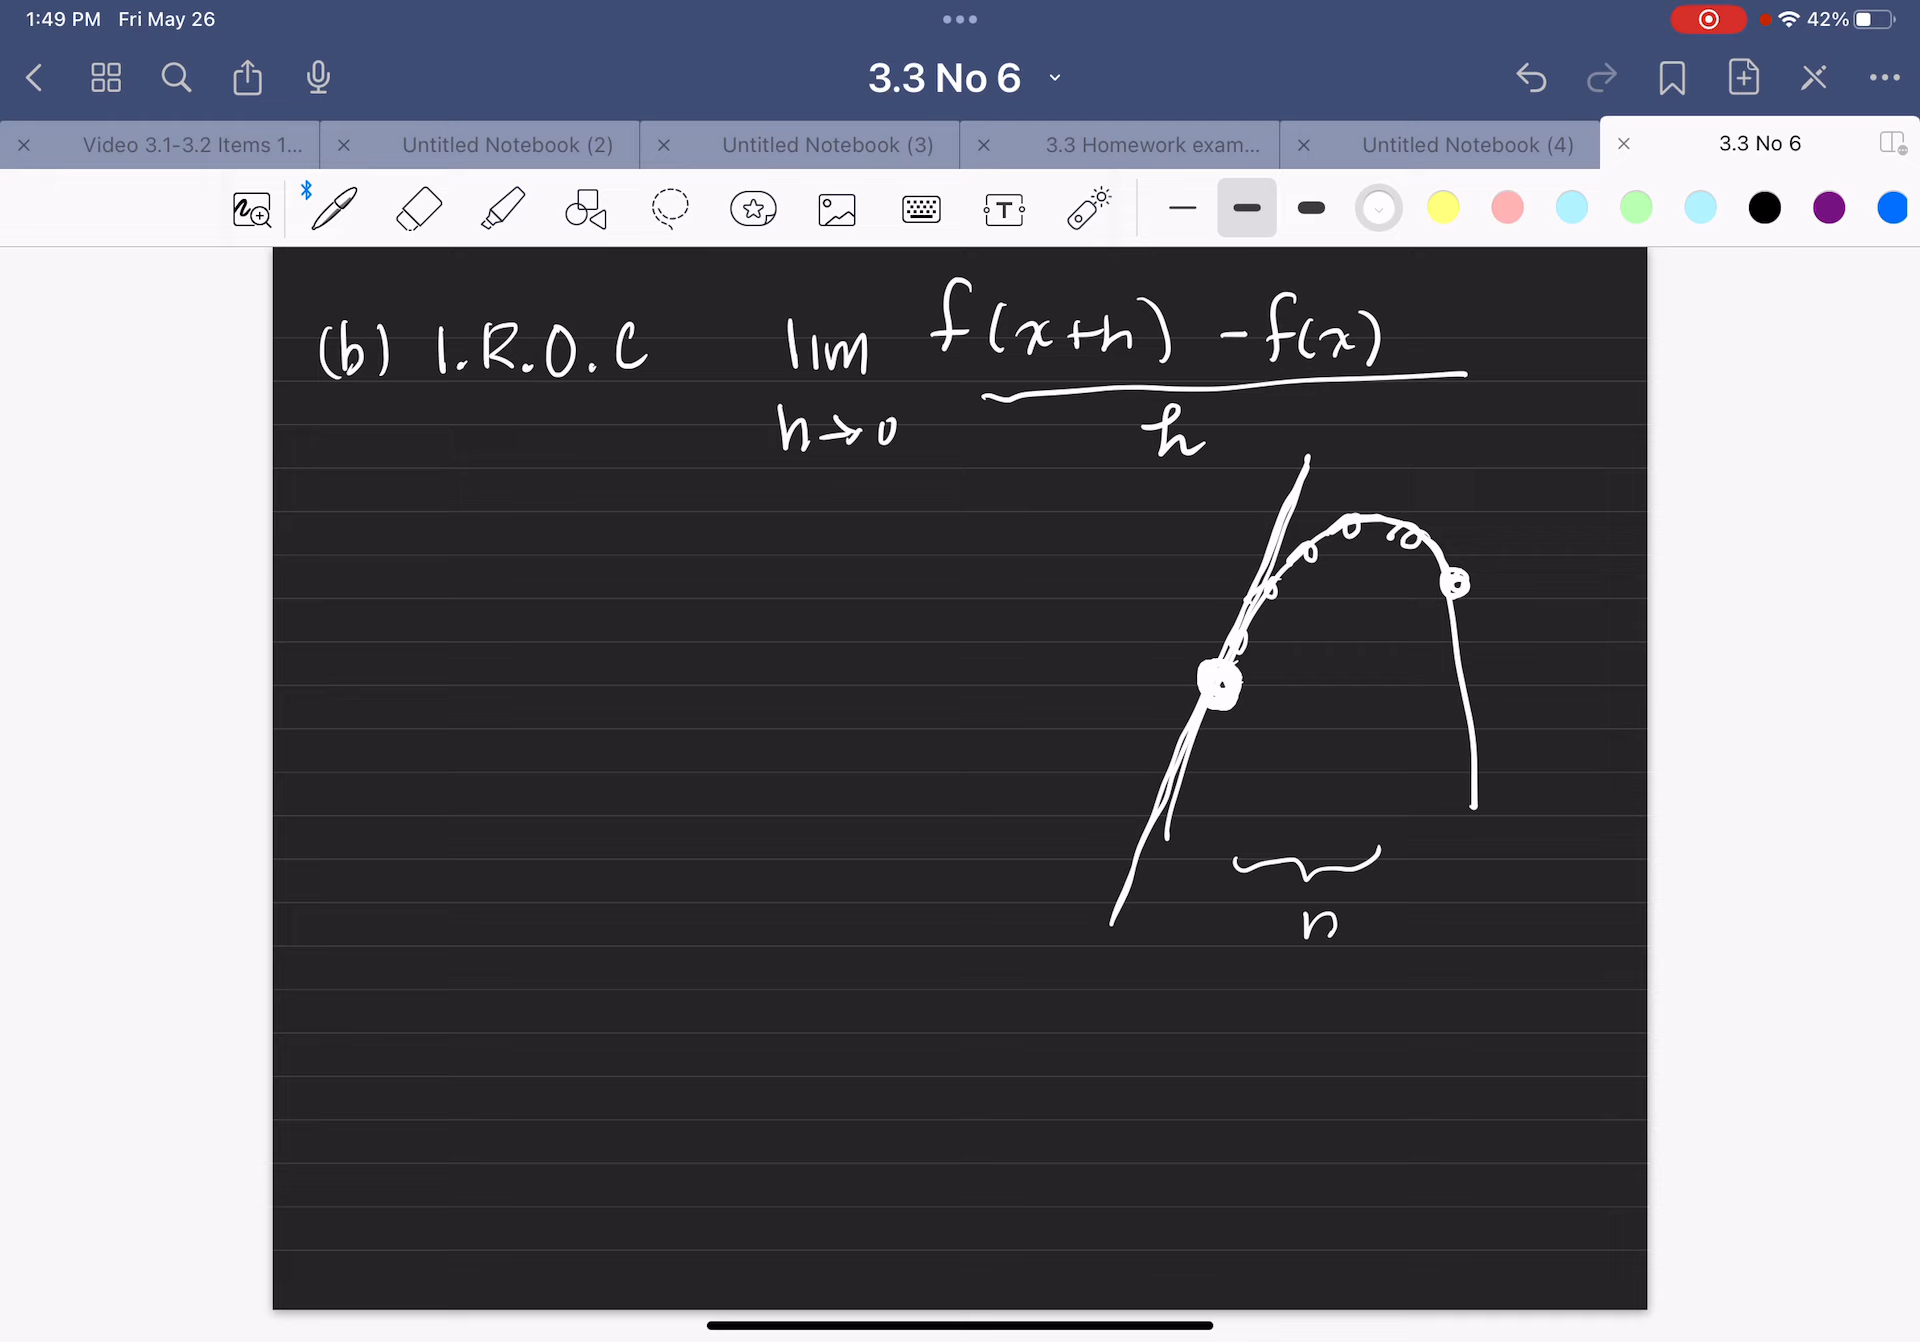 1:49 PM Fri May 26
42%
3.3 No 6
Video 3.1-3.2 Items 1... Untitled Notebook (2) Untitled Notebook (3) 3.3 Homework exam... Untitled Notebook (4) 3.3 No 6
T
(b) I.R.O.C lim f(x+h) - f(x)
h→0 h
n